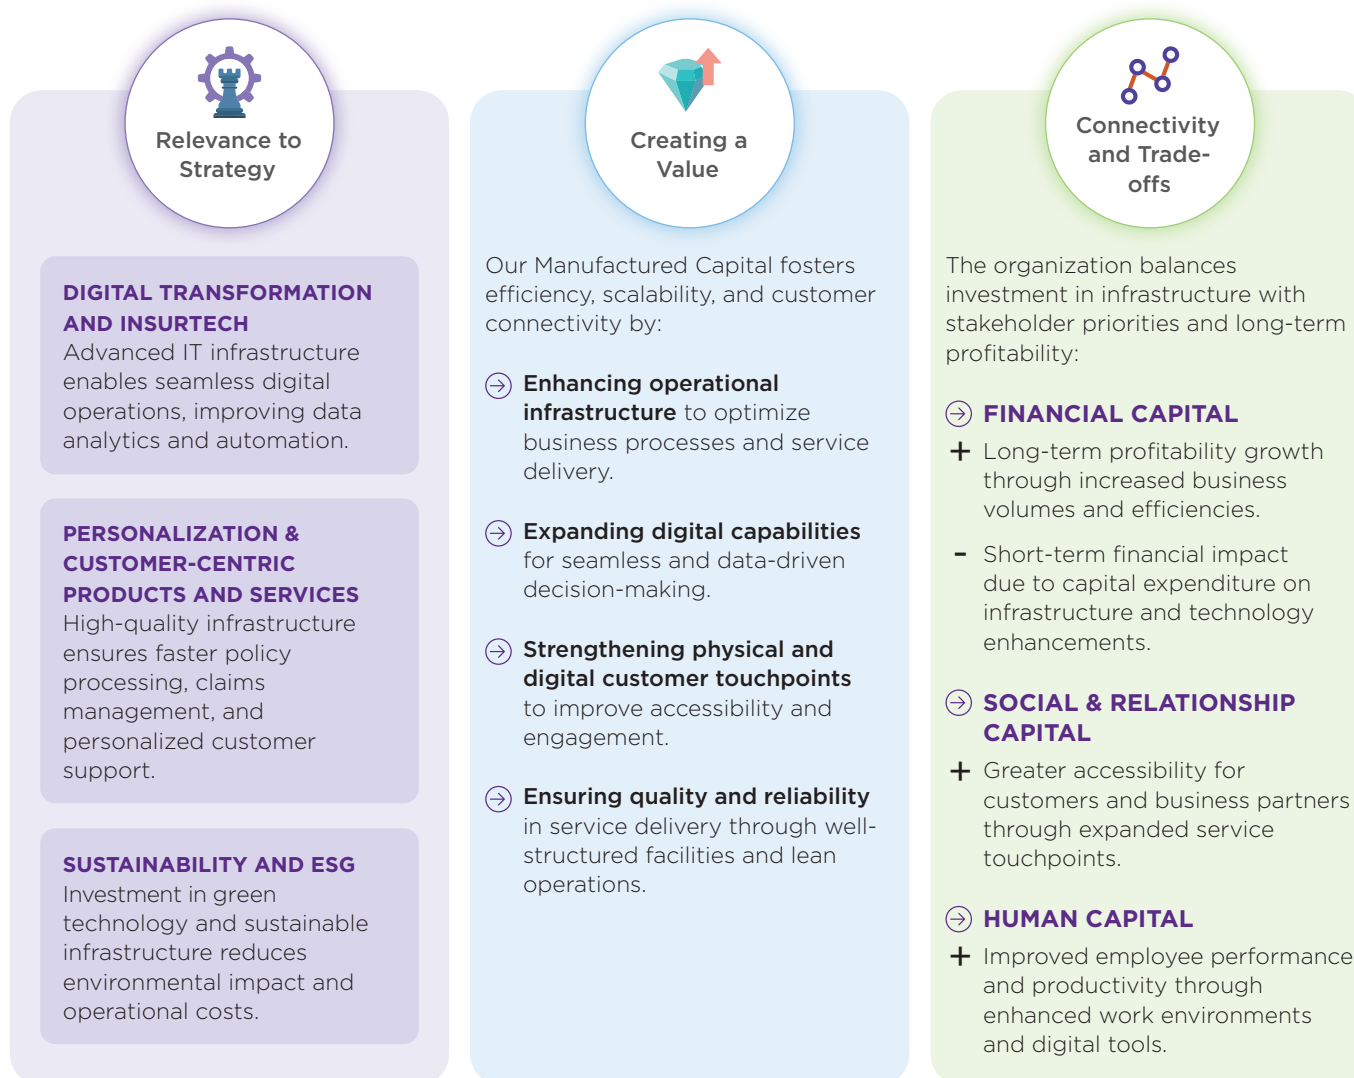 Relevance to
Strategy
DIGITAL TRANSFORMATION
AND INSURTECH
Advanced IT infrastructure
enables seamless digital
operations, improving data
analytics and automation.
PERSONALIZATION &
CUSTOMER-CENTRIC
PRODUCTS AND SERVICES
High-quality infrastructure
ensures faster policy
processing, claims
management, and
personalized customer
support.
SUSTAINABILITY AND ESG
Investment in green
technology and sustainable
infrastructure reduces
environmental impact and
operational costs.
Creating a
Value
Our Manufactured Capital fosters
efficiency, scalability, and customer
connectivity by:
Enhancing operational
infrastructure to optimize
business processes and service
delivery.
Expanding digital capabilities
for seamless and data-driven
decision-making.
Strengthening physical and
digital customer touchpoints
to improve accessibility and
engagement.
Ensuring quality and reliability
in service delivery through well-
structured facilities and lean
operations.
Connectivity
and Trade-
offs
The organization balances
investment in infrastructure with
stakeholder priorities and long-term
profitability:
FINANCIAL CAPITAL
+ Long-term profitability growth
through increased business
volumes and efficiencies.
- Short-term financial impact
due to capital expenditure on
infrastructure and technology
enhancements.
SOCIAL & RELATIONSHIP
CAPITAL
+ Greater accessibility for
customers and business partners
through expanded service
touchpoints.
HUMAN CAPITAL
+ Improved employee performance
and productivity through
enhanced work environments
and digital tools.